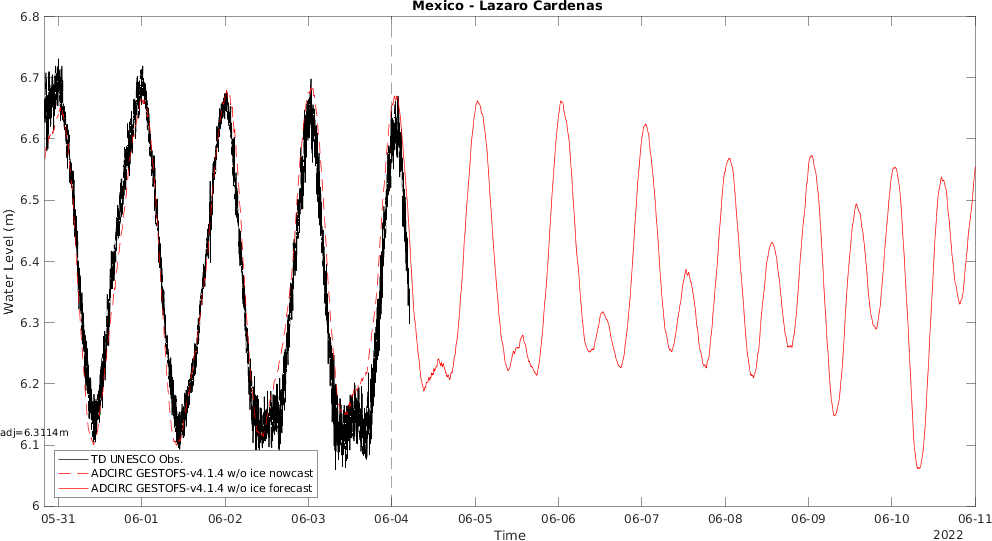 Mexico - Lazaro Cardenas
6.8
6.7
6.6
6.5
6.4
6.3
6.2
6.1
6
Water Level (m)
adj=6.3114m
TD UNESCO Obs.
ADCIRC GESTOFS-v4.1.4 w/o ice nowcast
ADCIRC GESTOFS-v4.1.4 w/o ice forecast
05-31 06-01 06-02 06-03 06-04 06-05 06-06 06-07 06-08 06-09 06-10 06-11
Time
2022